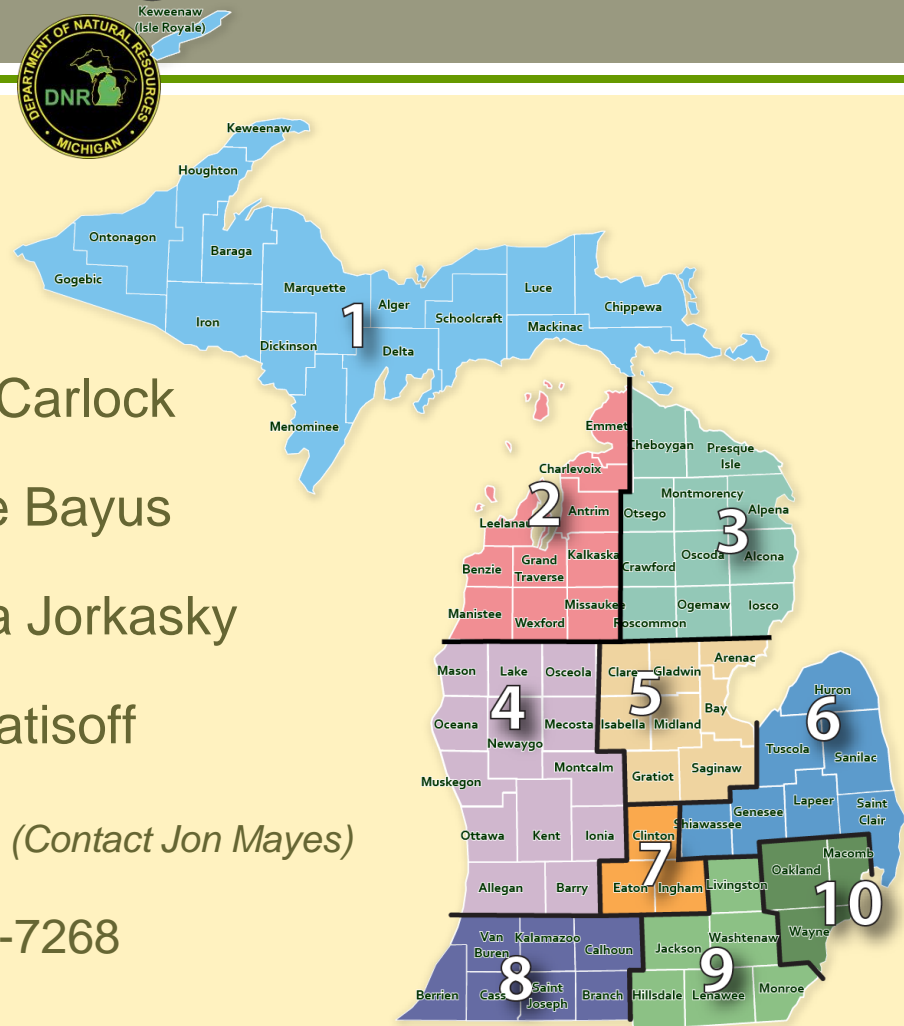 Keweenaw
(Isle Royale)
DEPARTMENT OF NATURAL RESOURCES
DNR
MICHIGAN
Keweenaw
Houghton
Ontonagon
Baraga
Gogebic
Marquette
Luce
Alger
Chippewa
Iron
Schoolcraft
1
Mackinac
Dickinson
Delta
Menominee
Carlock
e Bayus
a Jorkasky
atisoff
(Contact Jon Mayes)
-7268
Emmet
Cheboygan
Presque
Isle
Charlevoix
2
Montmorency
Leelanau
Antrim
Otsego
Alpena
3
Benzie
Grand
Traverse
Kalkaska
Crawford
Oscoda
Alcona
Manistee
Wexford
Missaukee
Roscommon
Ogemaw
Iosco
Mason
Lake
Osceola
Clare
Gladwin
Arenac
4
5
Huron
Oceana
Newaygo
Mecosta
Isabella
Midland
Bay
6
Tuscola
Sanilac
Muskegon
Montcalm
Gratiot
Saginaw
Ottawa
Kent
Ionia
Clinton
Shiawassee
Genesee
Lapeer
Saint
Clair
7
Macomb
Oakland
Allegan
Barry
Eaton
Ingham
Livingston
10
Wayne
Van
Buren
Kalamazoo
Calhoun
Jackson
Washtenaw
8
9
Berrien
Cass
Saint
Joseph
Branch
Hillsdale
Lenawee
Monroe